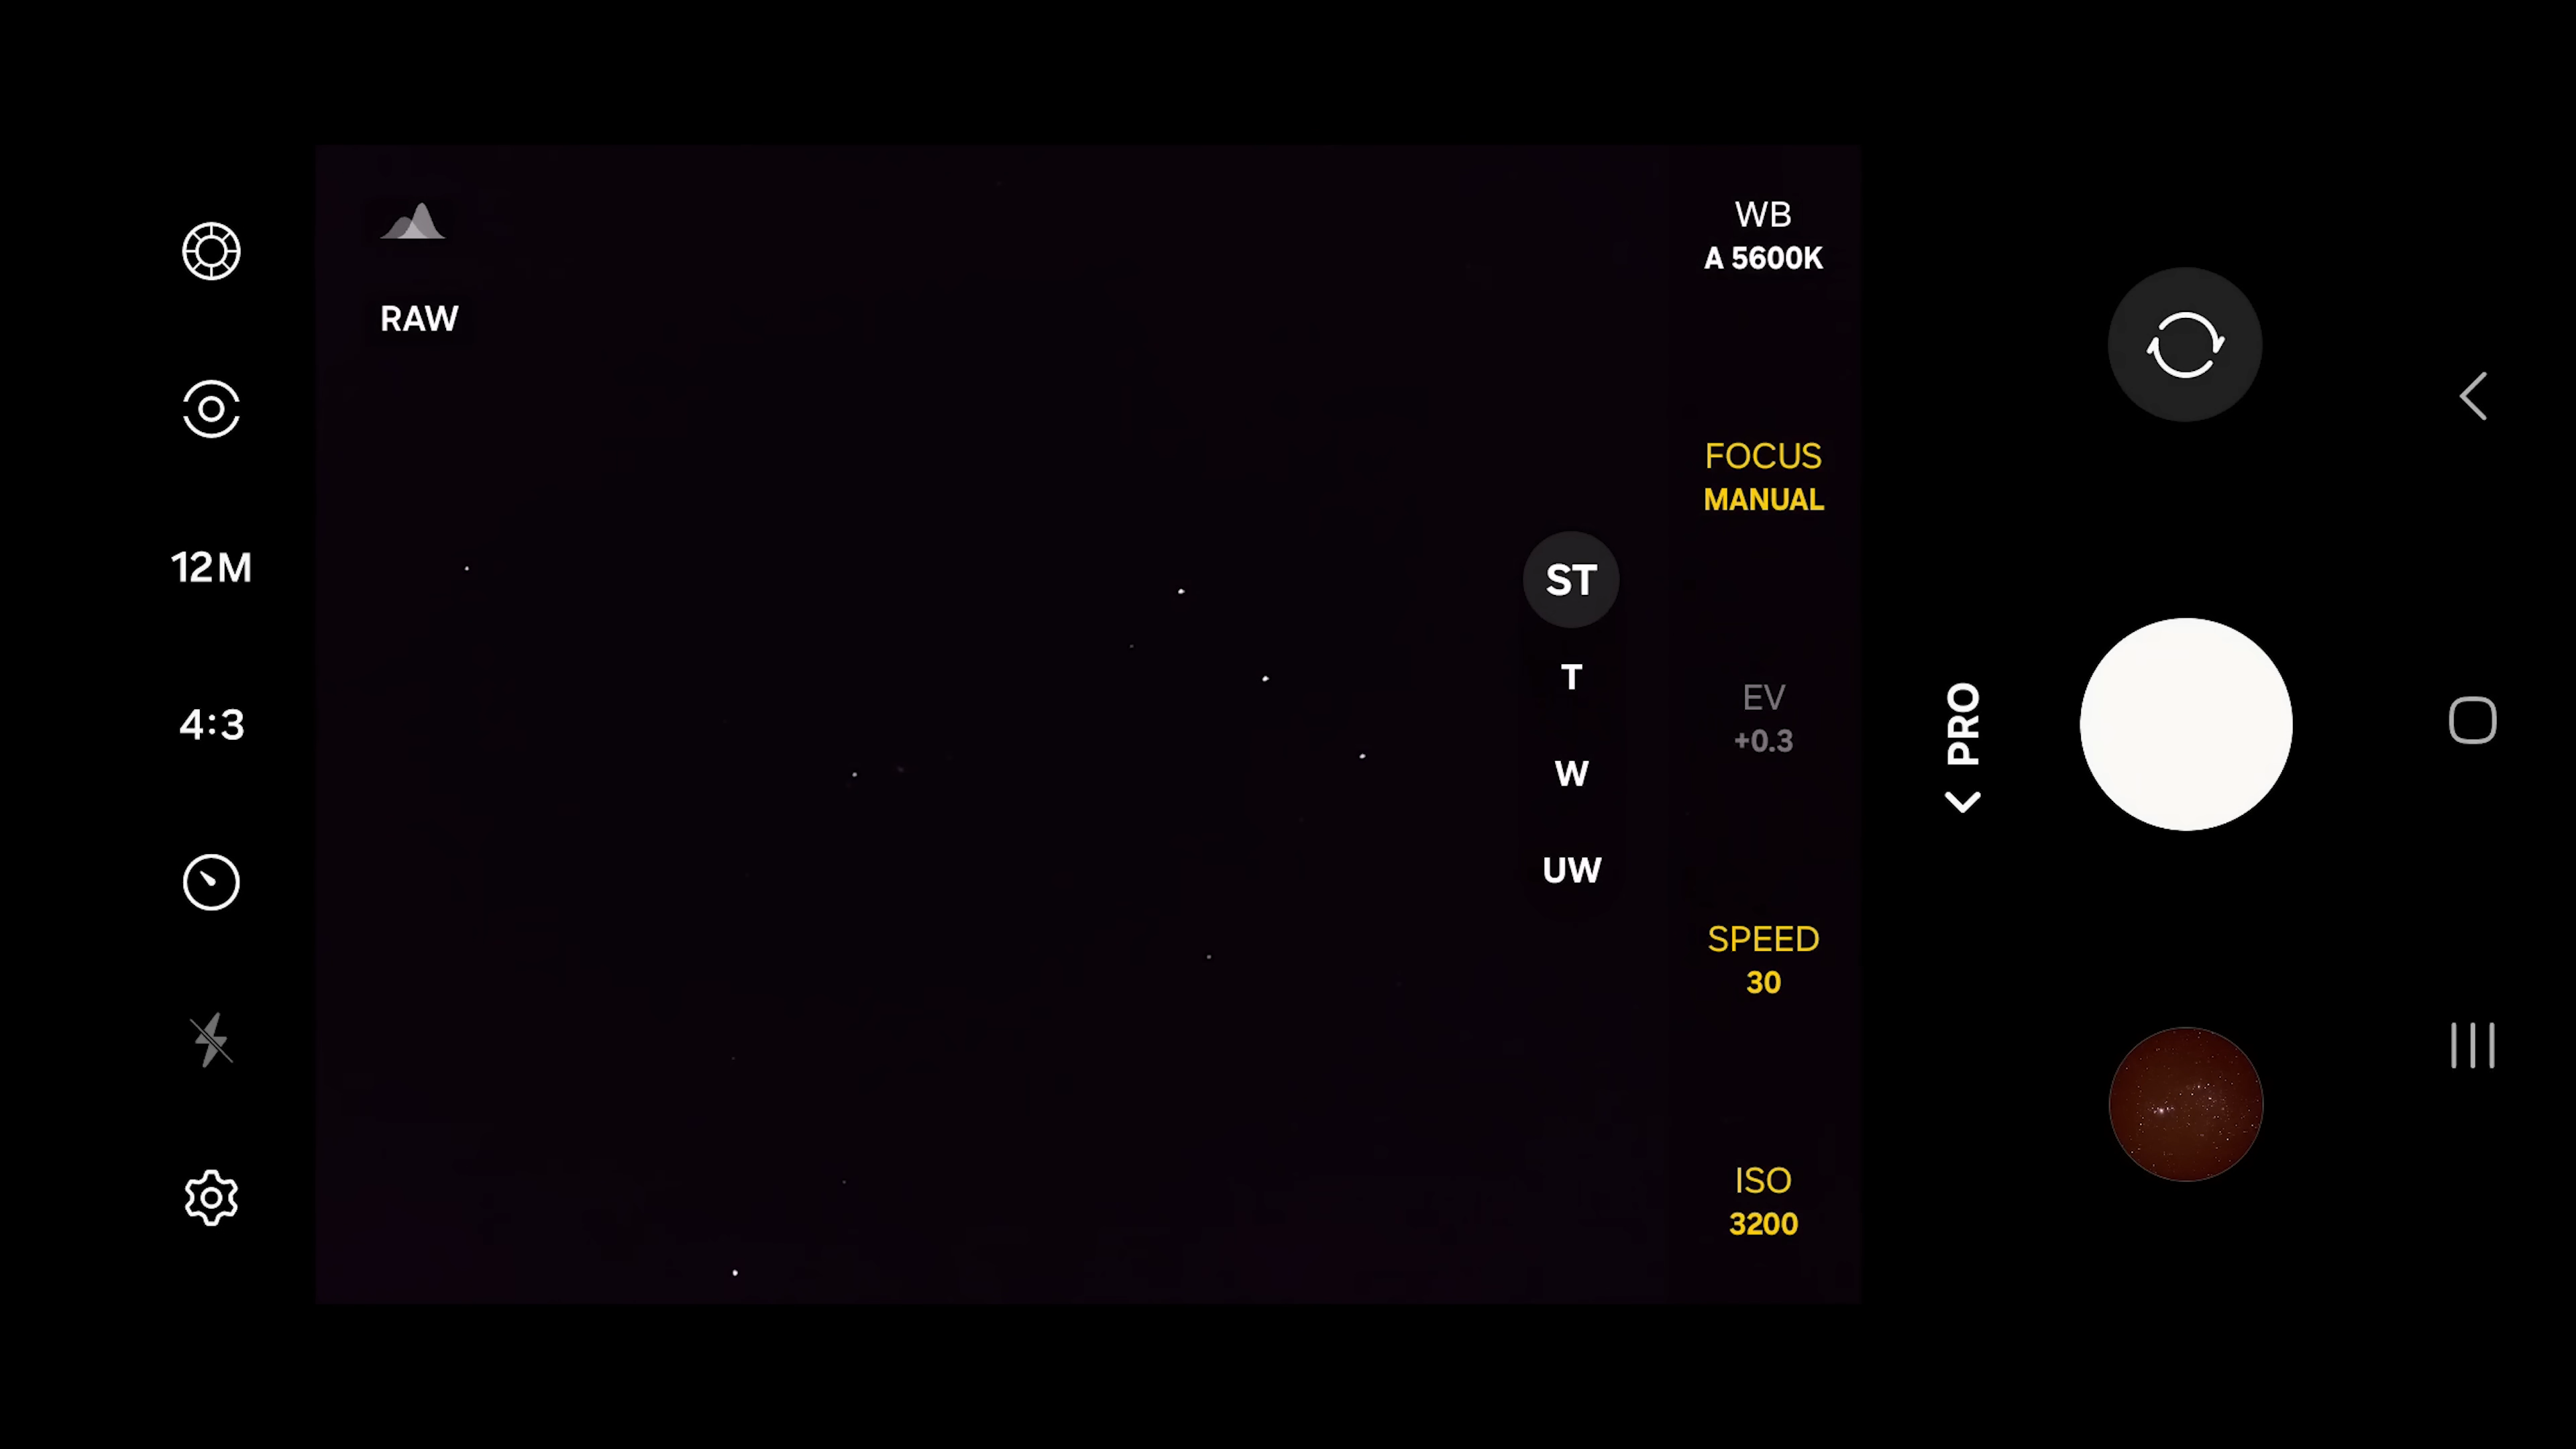 RAW
12M
4:3
ST
T
W
UW
WB
A 5600K
FOCUS
MANUAL
EV
+0.3
SPEED
30
ISO
3200
PRO